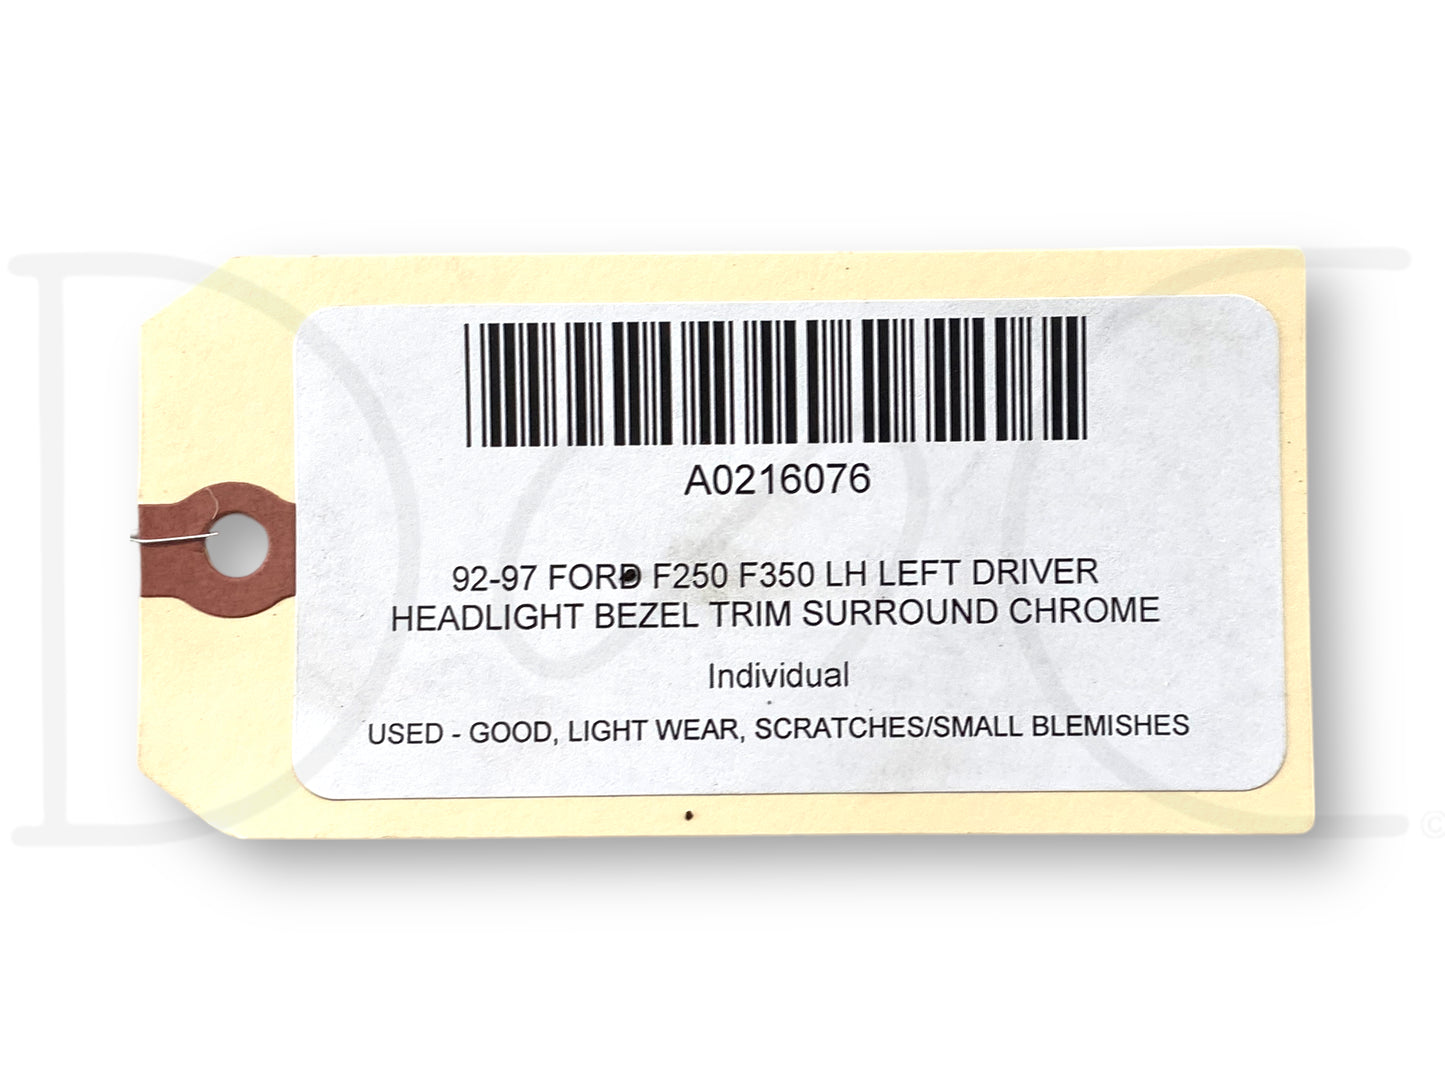 A0216076
92-97 FORD F250 F350 LH LEFT DRIVER
HEADLIGHT BEZEL TRIM SURROUND CHROME
Individual
USED - GOOD, LIGHT WEAR, SCRATCHES/SMALL BLEMISHES
©